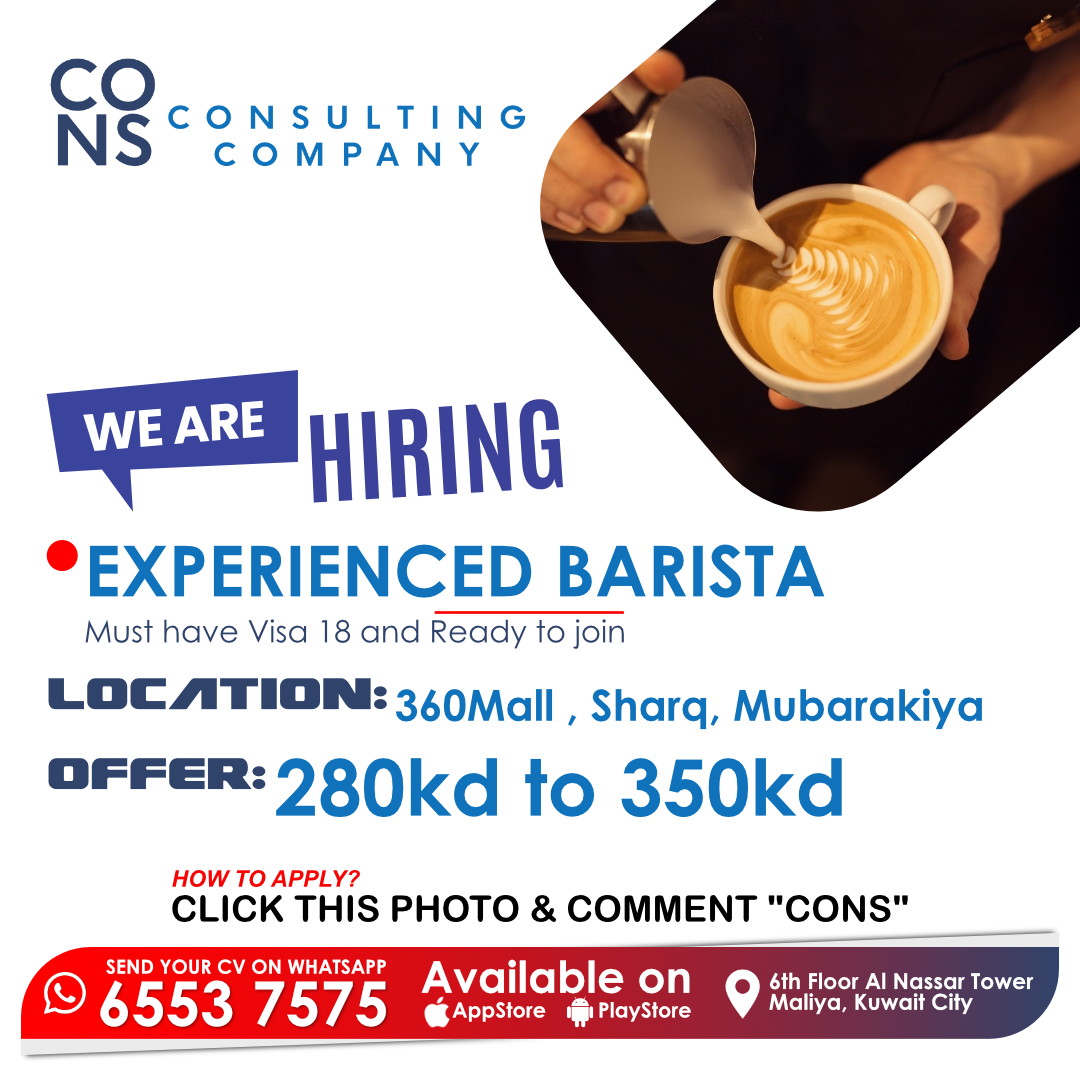 CO
NS
CONSULTING
COMPANY
WE ARE
HIRING
EXPERIENCED BARISTA
Must have Visa 18 and Ready to join
LOCATION: 360Mall , Sharq, Mubarakiya
OFFER: 280kd to 350kd
HOW TO APPLY?
CLICK THIS PHOTO & COMMENT "CONS"
SEND YOUR CV ON WHATSAPP
6553 7575
Available on
AppStore PlayStore
6th Floor Al Nassar Tower
Maliya, Kuwait City